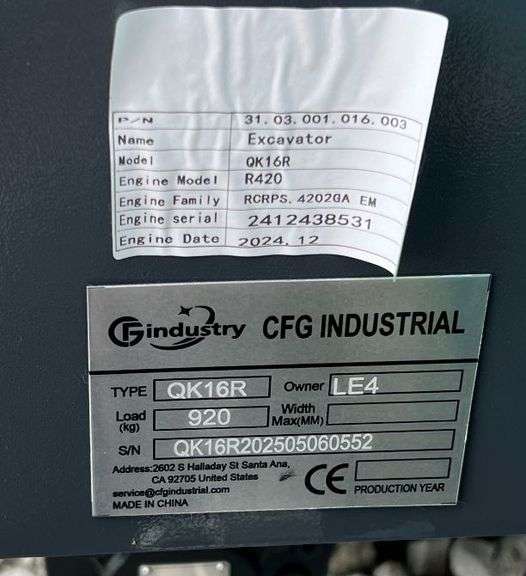 P/N 31.03.001.016.003
Name Excavator
Model QK16R
Engine Model R420
Engine Family RCRPS.4202GA EM
Engine serial 2412438531
Engine Date 2024.12
CFG industry CFG INDUSTRIAL
TYPE QK16R Owner LE4
Load (kg) 920 Width Max(MM)
S/N QK16R202505060552
Address:2602 S Halladay St Santa Ana,
CA 92705 United States
service@cfgindustrial.com
MADE IN CHINA
CE PRODUCTION YEAR